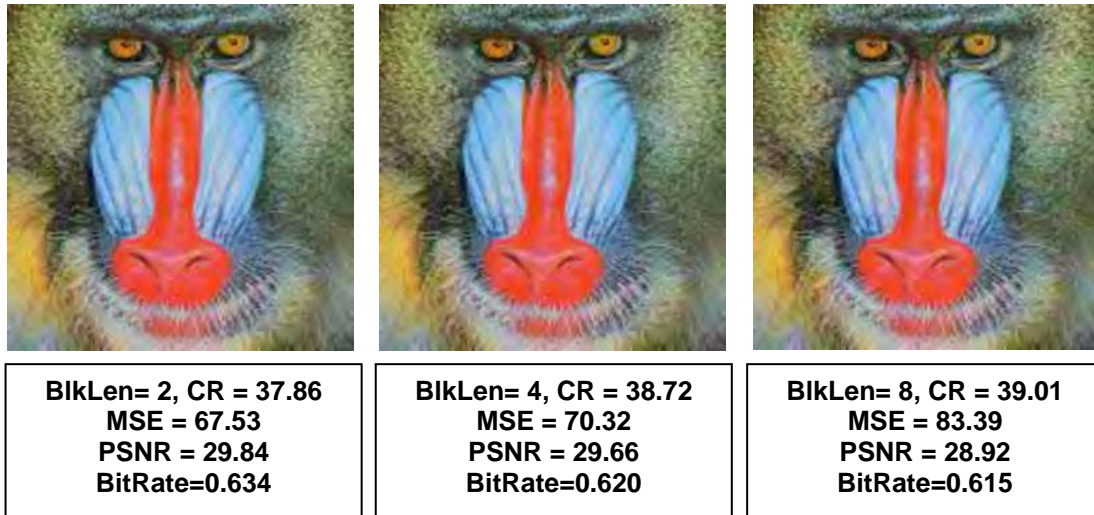 BlkLen= 2, CR = 37.86
MSE = 67.53
PSNR = 29.84
BitRate=0.634
BlkLen= 4, CR = 38.72
MSE = 70.32
PSNR = 29.66
BitRate=0.620
BlkLen= 8, CR = 39.01
MSE = 83.39
PSNR = 28.92
BitRate=0.615